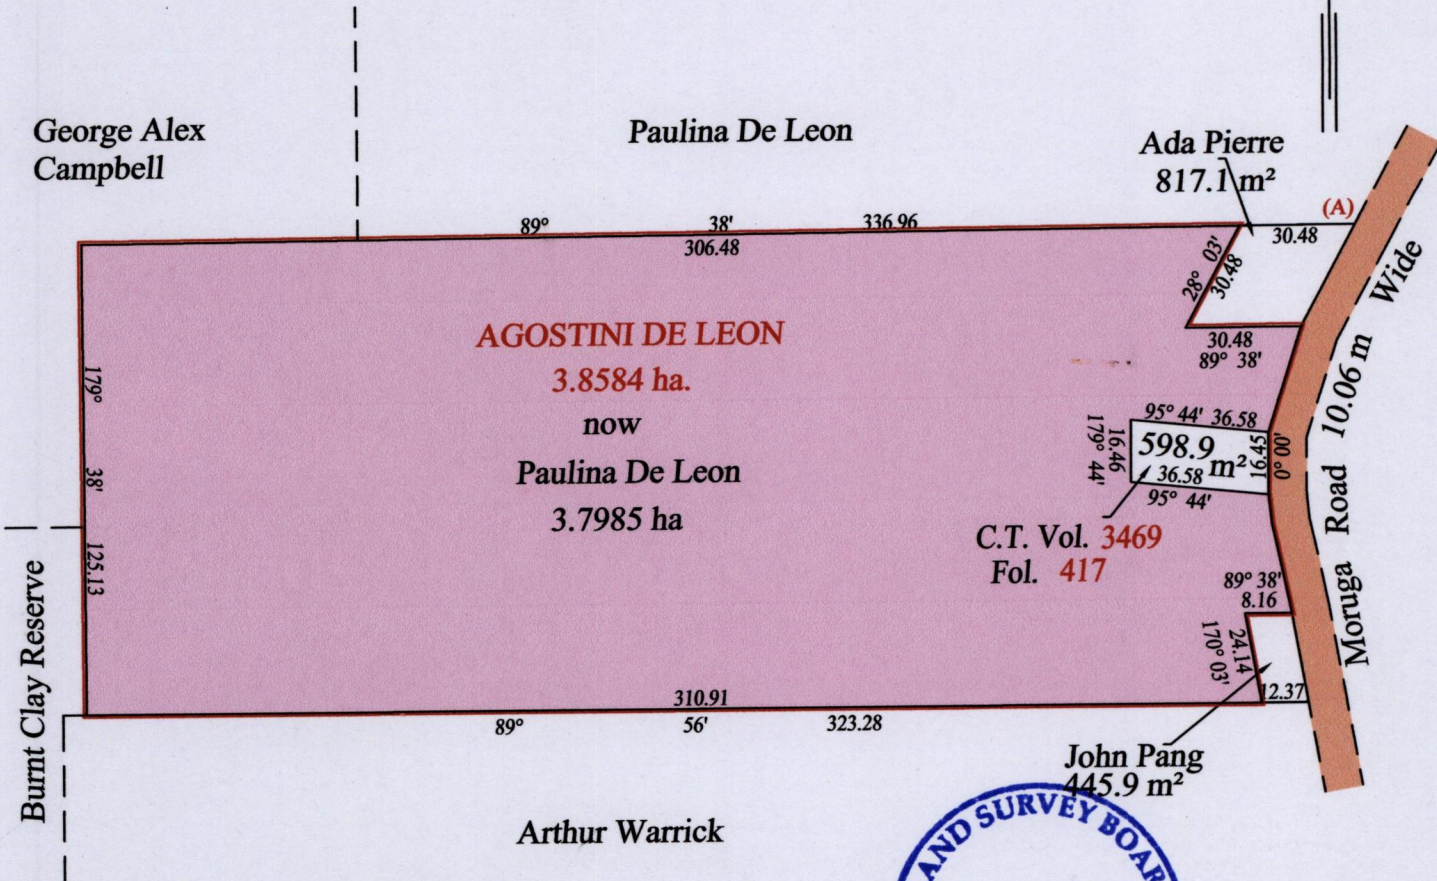 George Alex
Campbell
Paulina De Leon
Ada Pierre
817.1 m²
(A)
89° 38' 336.96
306.48
30.48
28° 03'
30.48
30.48
89° 38'
Wide
AGOSTINI DE LEON
3.8584 ha.
now
Paulina De Leon
3.7985 ha
179° 38' 125.13
95° 44' 36.58
16.46
179° 44'
598.9
m²
36.58
95° 44'
16.45
0° 00'
Moruga Road 10.06 m
C.T. Vol. 3469
Fol. 417
89° 38'
8.16
24.14
170° 03'
12.37
310.91
89° 56' 323.28
Burnt Clay Reserve
John Pang
445.9 m²
Arthur Warrick
LAND SURVEY BOARD